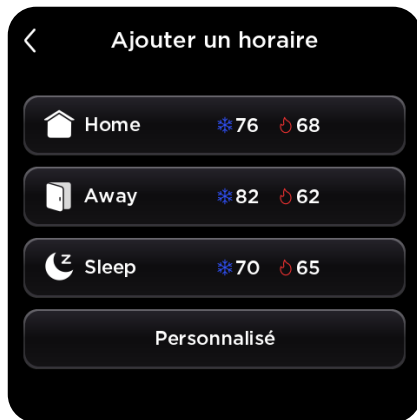 Ajouter un horaire
Home 76 68
Away 82 62
Sleep 70 65
Personnalisé